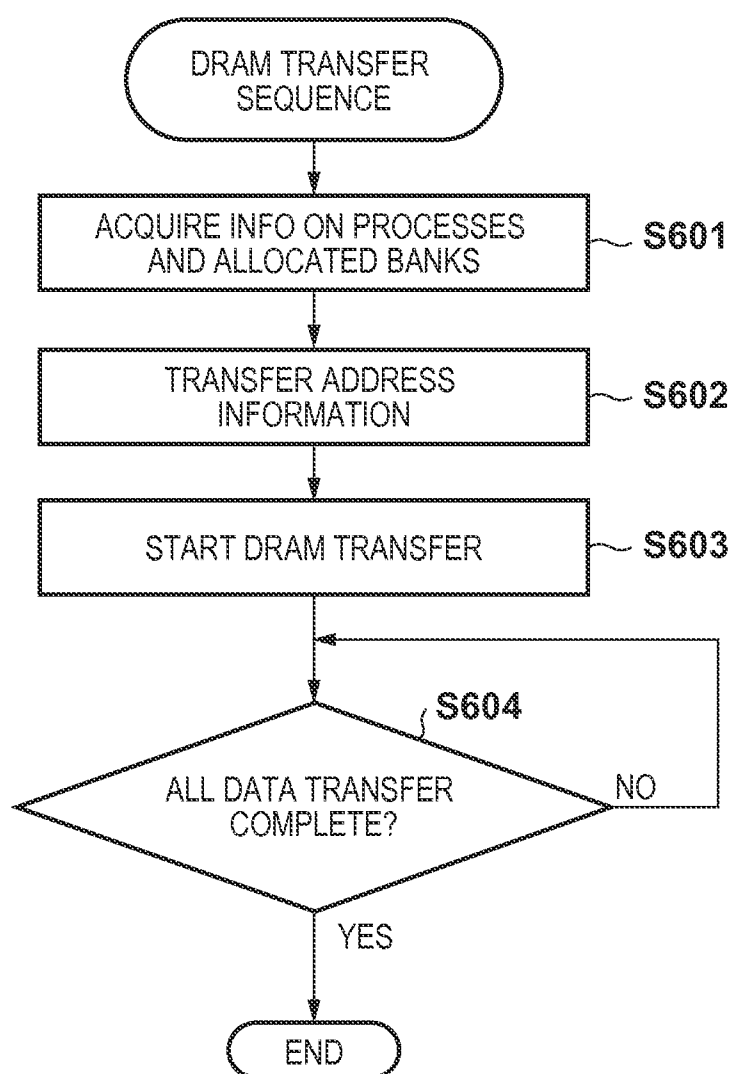 DRAM TRANSFER
SEQUENCE
ACQUIRE INFO ON PROCESSES
AND ALLOCATED BANKS
S601
TRANSFER ADDRESS
INFORMATION
S602
START DRAM TRANSFER
S603
S604
ALL DATA TRANSFER
COMPLETE?
NO
YES
END